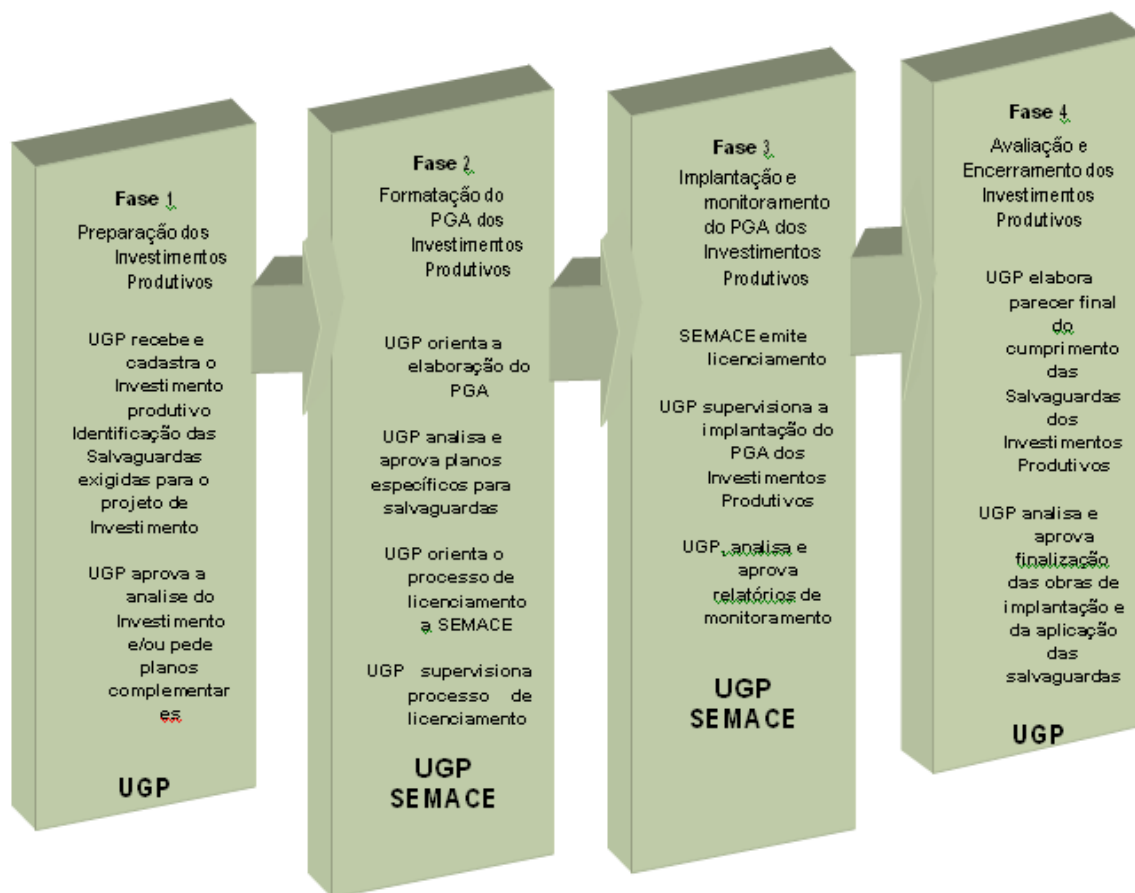 Fase 1
Preparação dos
Investimentos
Produtivos
UGP recebe e
cadastra o
Investimento
produtivo
Identificação das
Salvaguardas
exigidas para o
projeto de
Investimento
UGP aprova a
analise do
Investimento
e/ou pede
planos
complementar
es
UGP
Fase 2
Formatação do
PGA dos
Investimentos
Produtivos
UGP orienta a
elaboração do
PGA
UGP analisa e
aprova planos
específicos para
salvaguardas
UGP orienta o
processo de
licenciamento
a SEMACE
UGP supervisiona
processo de
licenciamento
UGP
SEMACE
Fase 3
Implantação e
monitoramento
do PGA dos
Investimentos
Produtivos
SEMACE emite
licenciamento
UGP supervisiona a
implantação do
PGA dos
Investimentos
Produtivos
UGP, analisa e
aprova
relatórios de
monitoramento
UGP
SEMACE
Fase 4
Avaliação e
Encerramento dos
Investimentos
Produtivos
UGP elabora
parecer final
do
cumprimento
das
Salvaguardas
dos
Investimentos
Produtivos
UGP analisa e
aprova
finalização
das obras de
implantação e
da aplicação
das
salvaguardas
UGP